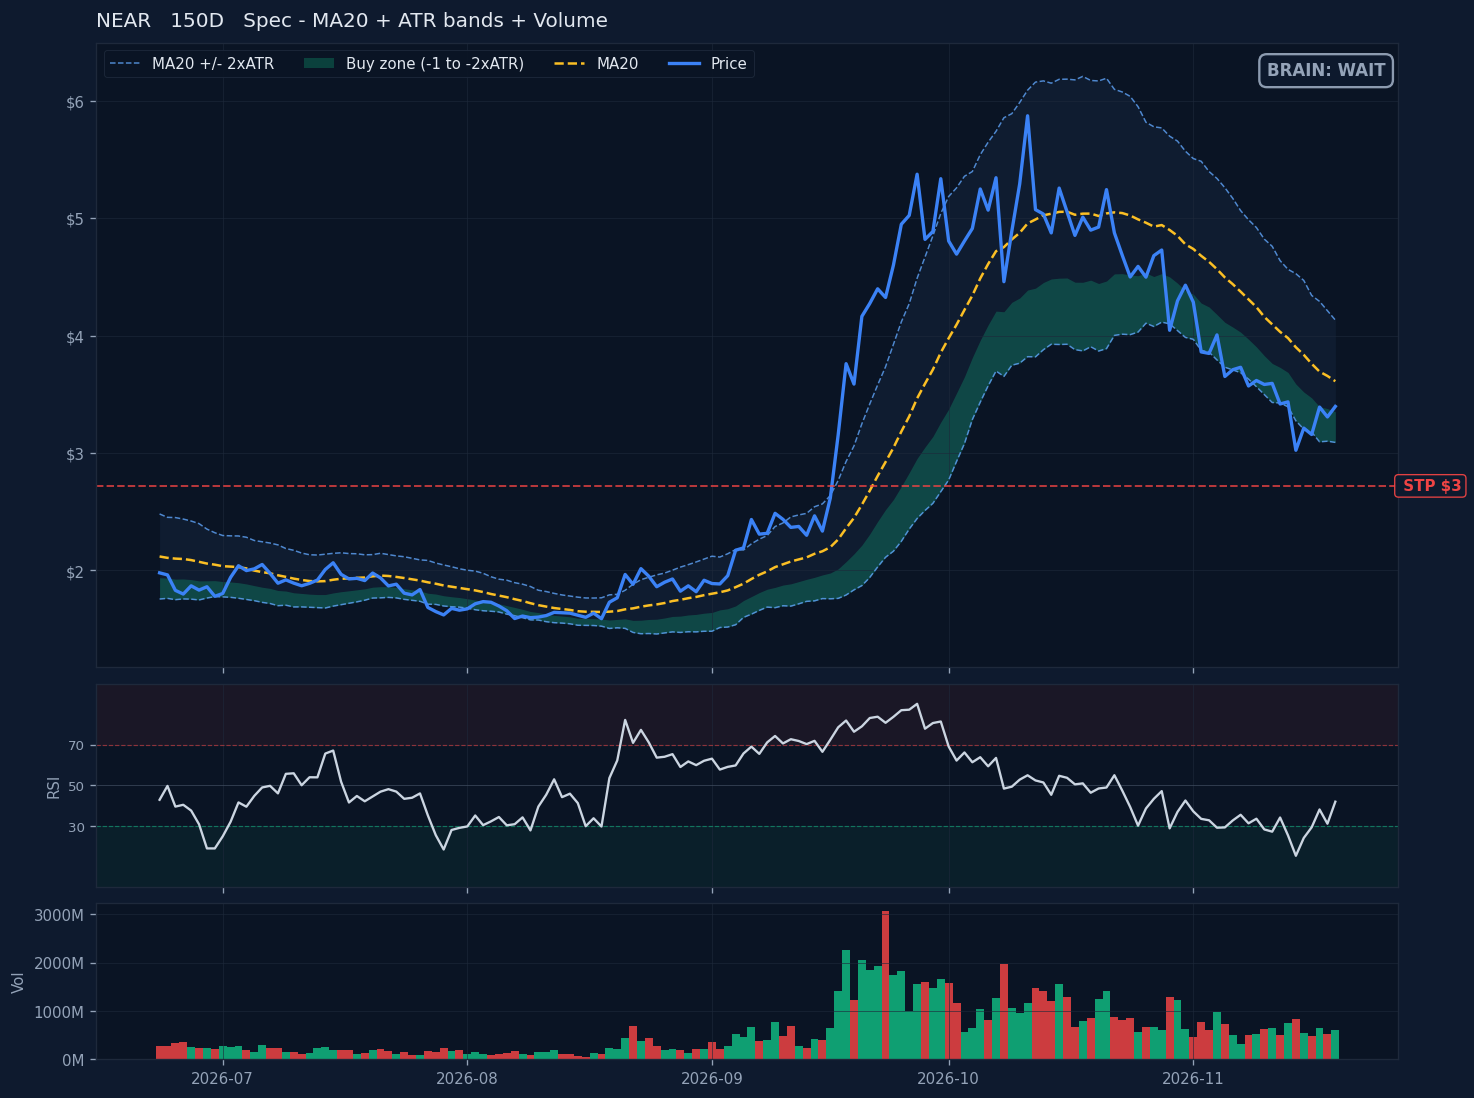 NEAR   150D   Spec - MA20 + ATR bands + Volume
MA20 +/- 2xATR   Buy zone (-1 to -2xATR)   MA20   Price
BRAIN: WAIT
$6
$5
$4
$3
$2
STP $3
RSI
70
50
30
Vol
3000M
2000M
1000M
0M
2026-07   2026-08   2026-09   2026-10   2026-11